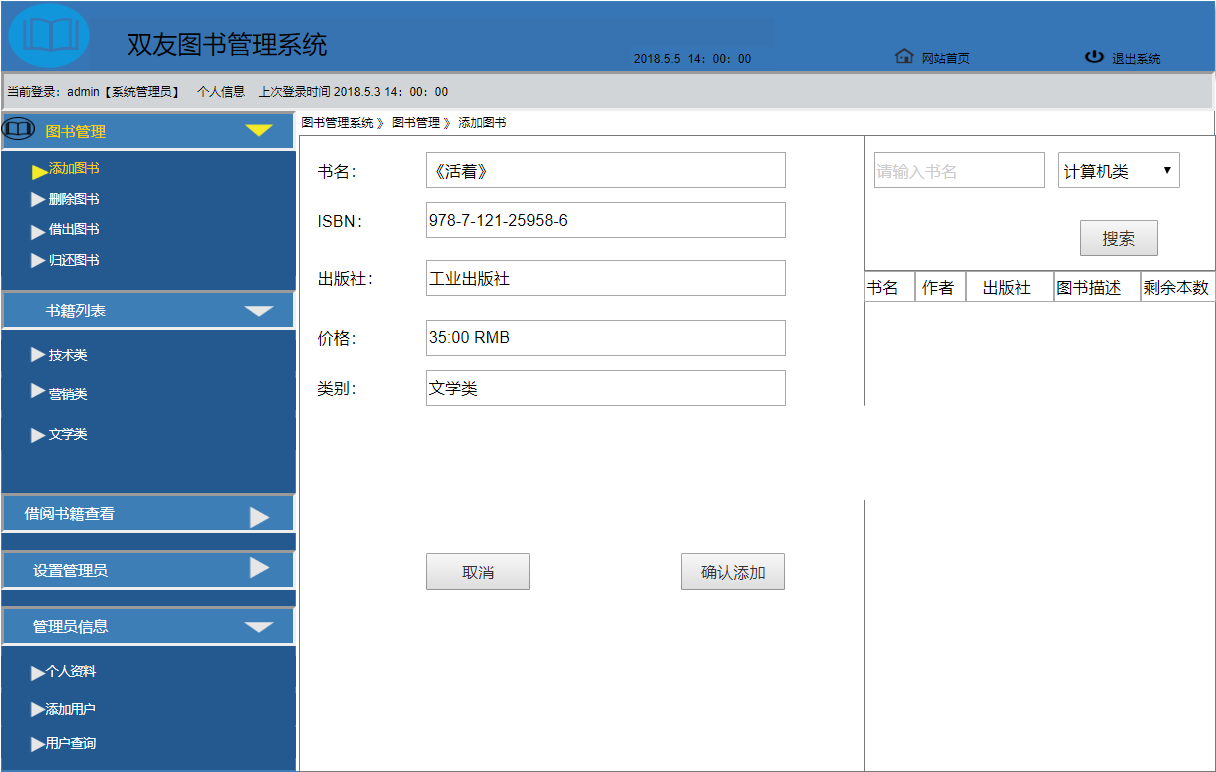 双友图书管理系统
2018.5.5 14：00：00
网站首页
退出系统
当前登录：admin【系统管理员】 个人信息 上次登录时间 2018.5.3 14：00：00
图书管理
添加图书
删除图书
借出图书
归还图书
书籍列表
技术类
营销类
文学类
借阅书籍查看
设置管理员
管理员信息
个人资料
添加用户
用户查询
图书管理系统 》 图书管理 》 添加图书
书名： 《活着》
ISBN： 978-7-121-25958-6
出版社： 工业出版社
价格： 35:00 RMB
类别： 文学类
取消
确认添加
请输入书名 计算机类
搜索
书名 作者 出版社 图书描述 剩余本数